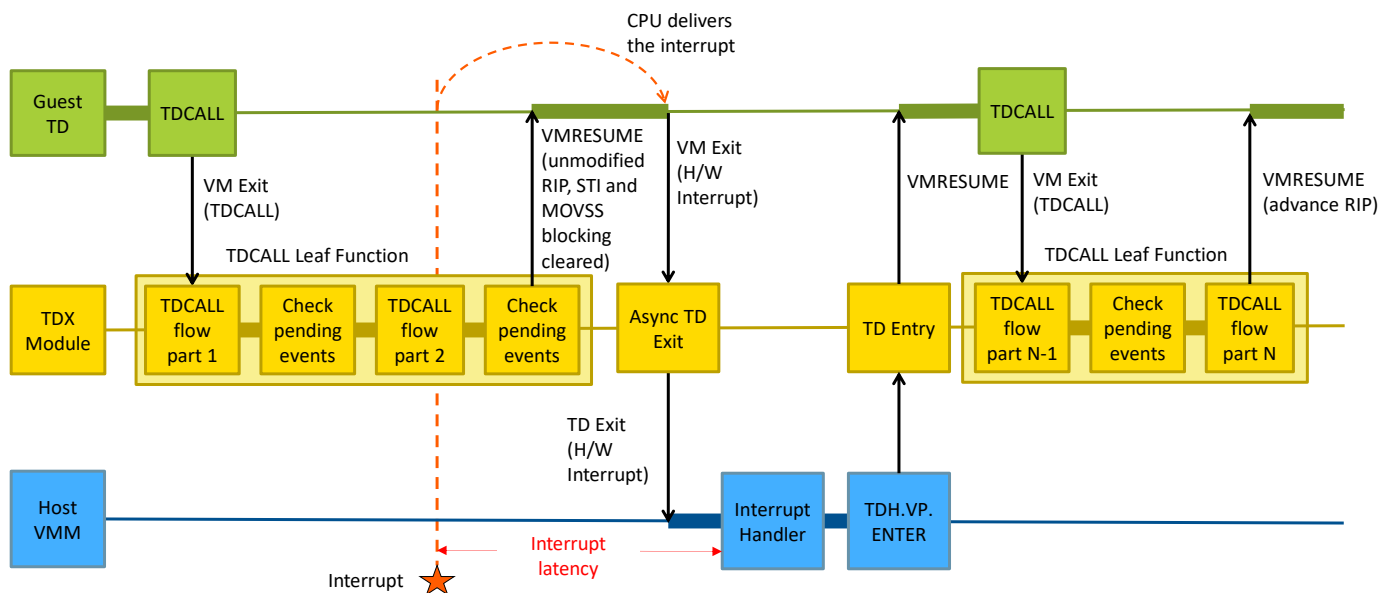 CPU delivers
the interrupt
Guest
TD
TDCALL
TDCALL
VM Exit
(TDCALL)
VMRESUME
(unmodified
RIP, STI and
MOVSS
blocking
cleared)
VM Exit
(H/W
Interrupt)
VMRESUME
VM Exit
(TDCALL)
VMRESUME
(advance RIP)
TDCALL Leaf Function
TDCALL Leaf Function
TDX
Module
TDCALL
flow
part 1
Check
pending
events
TDCALL
flow
part 2
Check
pending
events
Async TD
Exit
TD Entry
TDCALL
flow
part N-1
Check
pending
events
TDCALL
flow
part N
TD Exit
(H/W
Interrupt)
Host
VMM
Interrupt
Handler
TDH.VP.
ENTER
Interrupt
latency
Interrupt